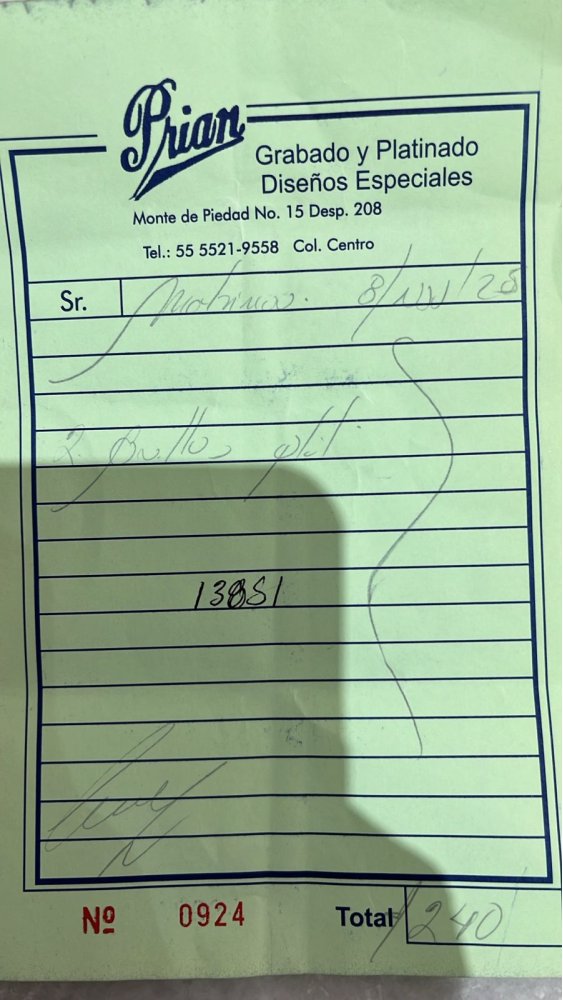 Prian
Grabado y Platinado
Diseños Especiales
Monte de Piedad No. 15 Desp. 208
Tel.: 55 5521-9558 Col. Centro
Sr.
2
13851
Nº 0924 Total 240